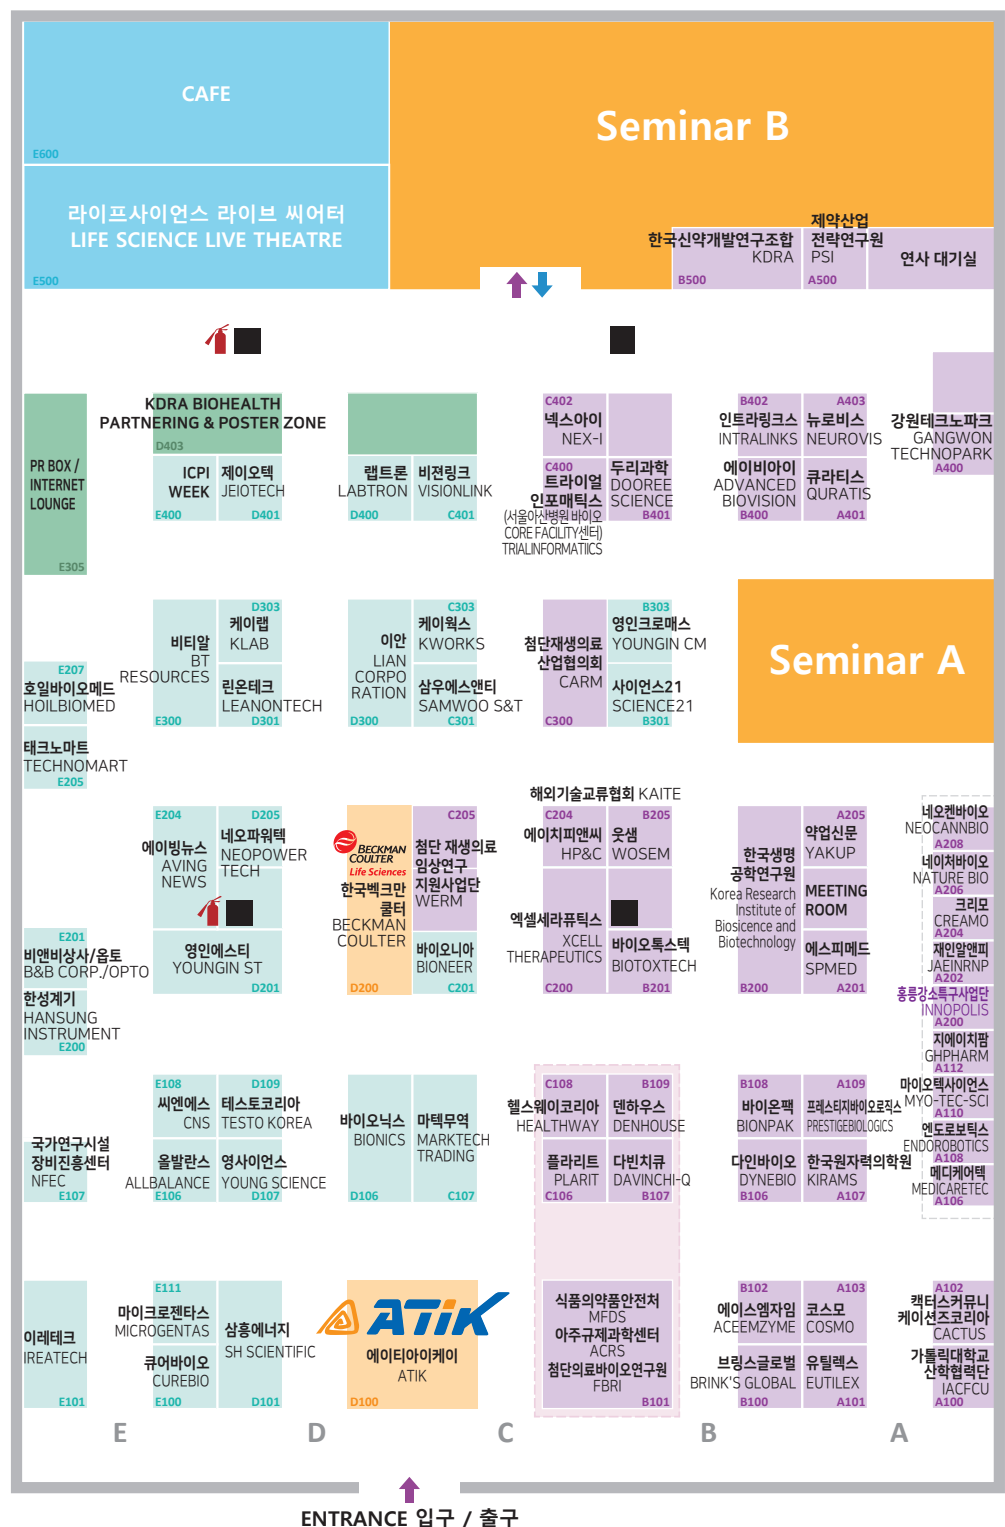 CAFE
E600
Seminar B
라이프사이언스 라이브 씨어터
LIFE SCIENCE LIVE THEATRE
E500
한국신약개발연구조합
KDRA
B500
제약산업
전략연구원
PSI
A500
연사 대기실
PR BOX /
INTERNET
LOUNGE
E305
KDRA BIOHEALTH
PARTNERING & POSTER ZONE
D403
ICPI
WEEK
E400
제이오텍
JEIOTECH
D401
랩트론
LABTRON
D400
비젼링크
VISIONLINK
C401
C402
넥스아이
NEX-I
C400
트라이얼
인포매틱스
(서울아산병원 바이오
CORE FACILITY센터)
TRIALINFORMATIICS
두리과학
DOOREE
SCIENCE
B401
B402
인트라링크스
INTRALINKS
A403
뉴로비스
NEUROVIS
에이비아이
ADVANCED
BIOVISION
B400
큐라티스
QURATIS
A401
강원테크노파크
GANGWON
TECHNOPARK
A400
E207
호일바이오메드
HOILBIOMED
태크노마트
TECHNOMART
E205
비티알
BT
RESOURCES
E300
D303
케이랩
KLAB
린온테크
LEANONTECH
D301
이안
LIAN
CORPO
RATION
D300
C303
케이웍스
KWORKS
삼우에스앤티
SAMWOO S&T
C301
첨단재생의료
산업협의회
CARM
C300
B303
영인크로매스
YOUNGIN CM
사이언스21
SCIENCE21
B301
Seminar A
E204
에이빙뉴스
AVING
NEWS
D205
네오파워텍
NEOPOWER
TECH
영인에스티
YOUNGIN ST
D201
BECKMAN
COULTER
Life Sciences
한국벡크만
쿨터
BECKMAN
COULTER
D200
C205
첨단 재생의료
임상연구
지원사업단
WERM
바이오니아
BIONEER
C201
해외기술교류협회 KAITE
C204
에이치피앤씨
HP&C
B205
웃샘
WOSEM
엑셀세라퓨틱스
XCELL
THERAPEUTICS
C200
바이오톡스텍
BIOTOXTECH
B201
한국생명
공학연구원
Korea Research
Institute of
Biosicence and
Biotechnology
B200
A205
약업신문
YAKUP
MEETING
ROOM
에스피메드
SPMED
A201
네오켄바이오
NEOCANNBIO
A208
네이처바이오
NATURE BIO
A206
크리모
CREAMO
A204
재인알앤피
JAEINRNP
A202
홍릉강소특구사업단
INNOPOLIS
A200
지에이치팜
GHPHARM
A112
마이오텍사이언스
MYO-TEC-SCI
A110
엔도로보틱스
ENDOROBOTICS
A108
메디케어텍
MEDICARETEC
A106
E201
비앤비상사/옵토
B&B CORP./OPTO
한성계기
HANSUNG
INSTRUMENT
E200
국가연구시설
장비진흥센터
NFEC
E107
E108
씨엔에스
CNS
D109
테스토코리아
TESTO KOREA
올발란스
ALLBALANCE
E106
영사이언스
YOUNG SCIENCE
D107
바이오닉스
BIONICS
D106
마텍무역
MARKTECH
TRADING
C107
C108
헬스웨이코리아
HEALTHWAY
B109
덴하우스
DENHOUSE
플라리트
PLARIT
C106
다빈치큐
DAVINCHI-Q
B107
B108
바이온팩
BIONPAK
A109
프레스티지바이오로직스
PRESTIGEBIOLOGICS
다인바이오
DYNEBIO
B106
한국원자력의학원
KIRAMS
A107
이레테크
IREATECH
E101
E111
마이크로젠타스
MICROGENTAS
큐어바이오
CUREBIO
E100
삼흥에너지
SH SCIENTIFIC
D101
ATiK
에이티아이케이
ATIK
D100
식품의약품안전처
MFDS
아주규제과학센터
ACRS
첨단의료바이오연구원
FBRI
B101
B102
에이스엠자임
ACEEMZYME
A103
코스모
COSMO
브링스글로벌
BRINK'S GLOBAL
B100
유틸렉스
EUTILEX
A101
A102
캑터스커뮤니
케이션즈코리아
CACTUS
가톨릭대학교
산학협력단
IACFCU
A100
E
D
C
B
A
ENTRANCE 입구 / 출구